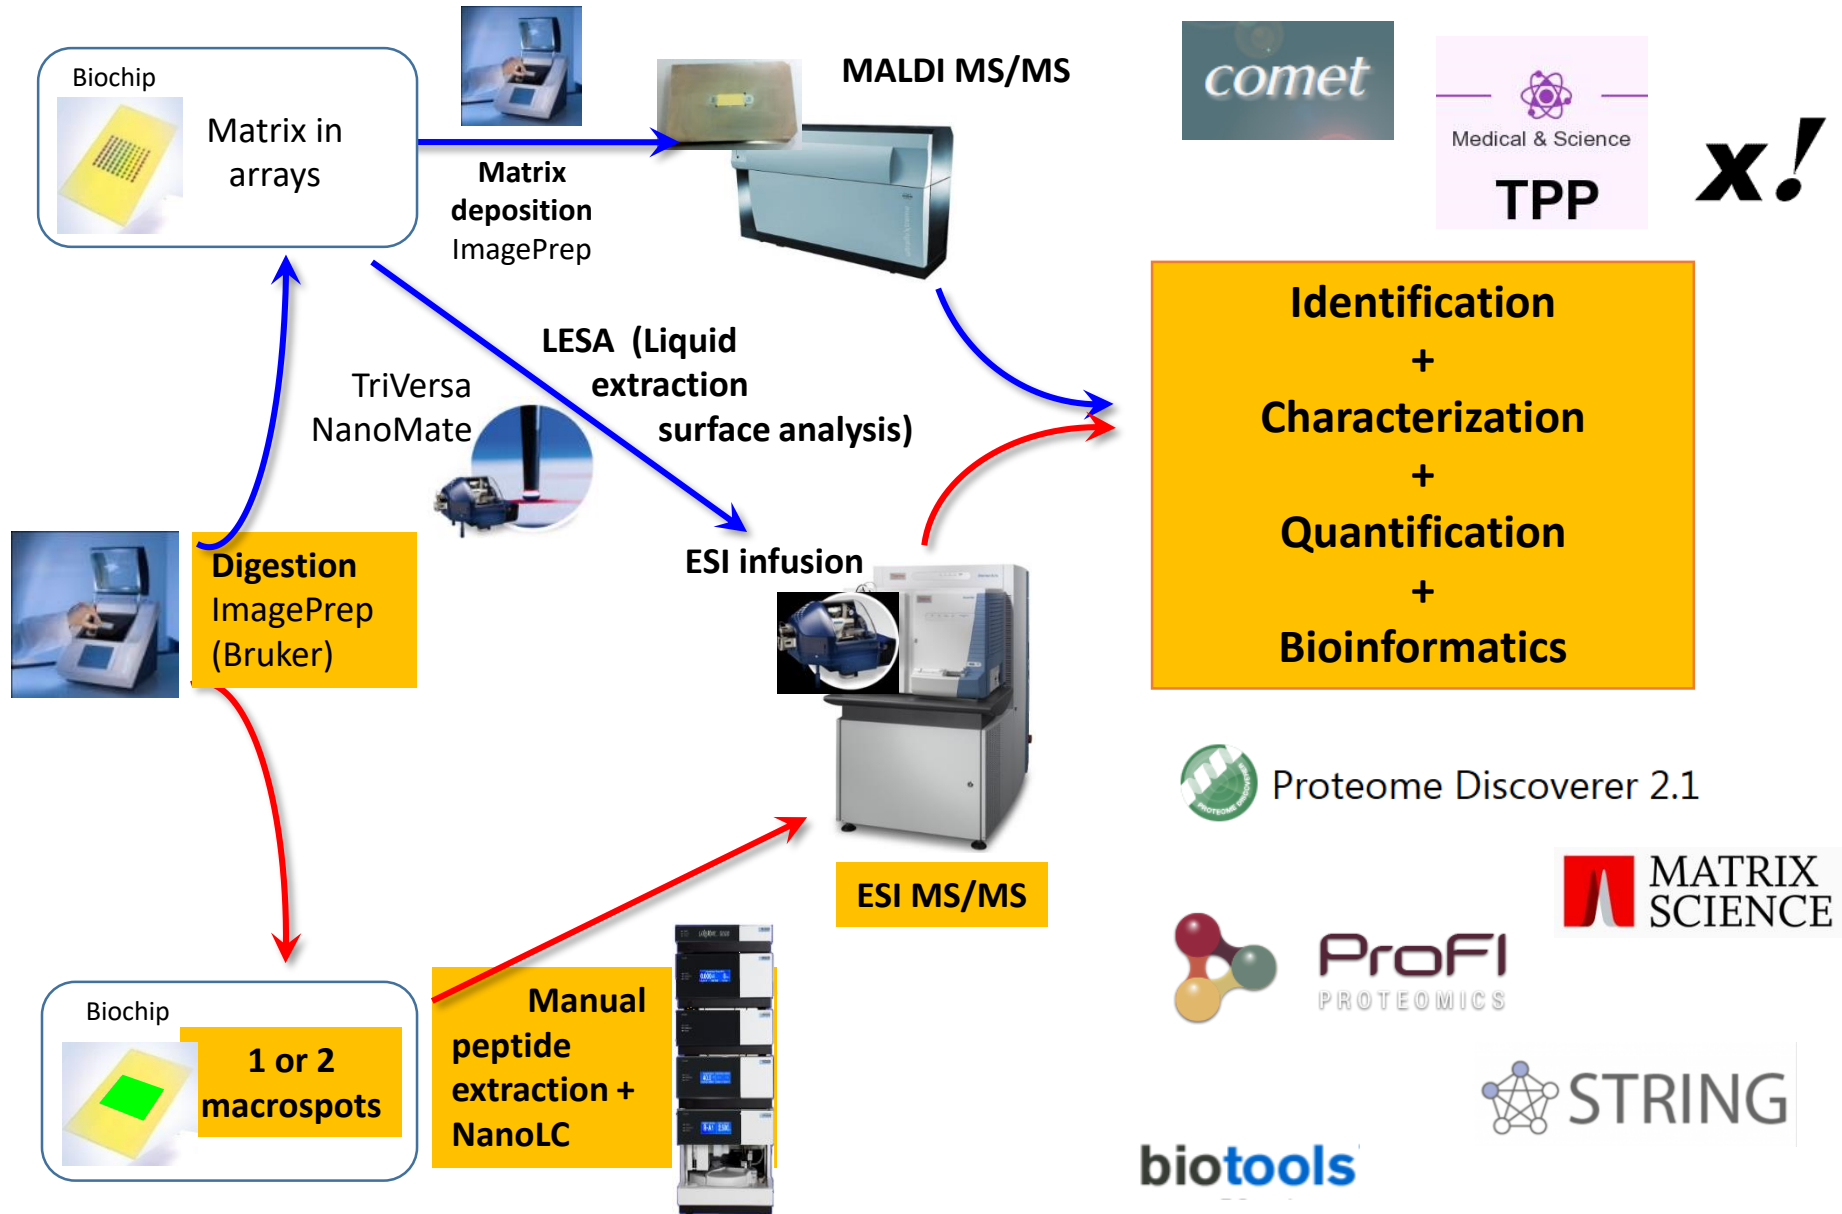 Biochip
Matrix in
arrays
Matrix
deposition
ImagePrep
MALDI MS/MS
comet
Medical & Science
TPP
x!
LESA (Liquid
extraction
surface analysis)
TriVersa
NanoMate
Identification
+
Characterization
+
Quantification
+
Bioinformatics
Digestion
ImagePrep
(Bruker)
ESI infusion
ESI MS/MS
Proteome Discoverer 2.1
PROTEOME DISCOVERER
MATRIX
SCIENCE
ProFI
PROTEOMICS
Biochip
1 or 2
macrospots
Manual
peptide
extraction +
NanoLC
STRING
biotools